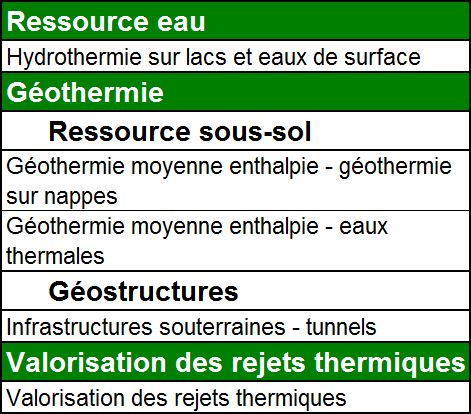 Ressource eau
Hydrothermie sur lacs et eaux de surface
Géothermie
Ressource sous-sol
Géothermie moyenne enthalpie - géothermie
sur nappes
Géothermie moyenne enthalpie - eaux
thermales
Géostructures
Infrastructures souterraines - tunnels
Valorisation des rejets thermiques
Valorisation des rejets thermiques